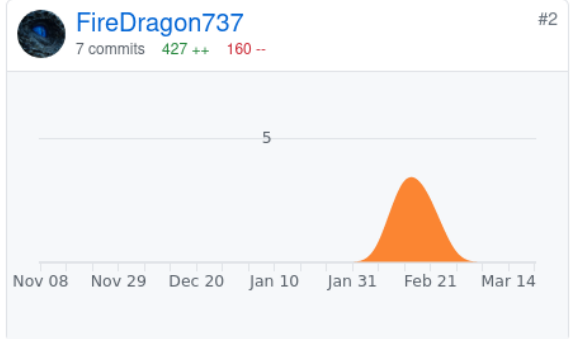 FireDragon737 #2
7 commits 427 ++ 160 --
5
Nov 08 Nov 29 Dec 20 Jan 10 Jan 31 Feb 21 Mar 14